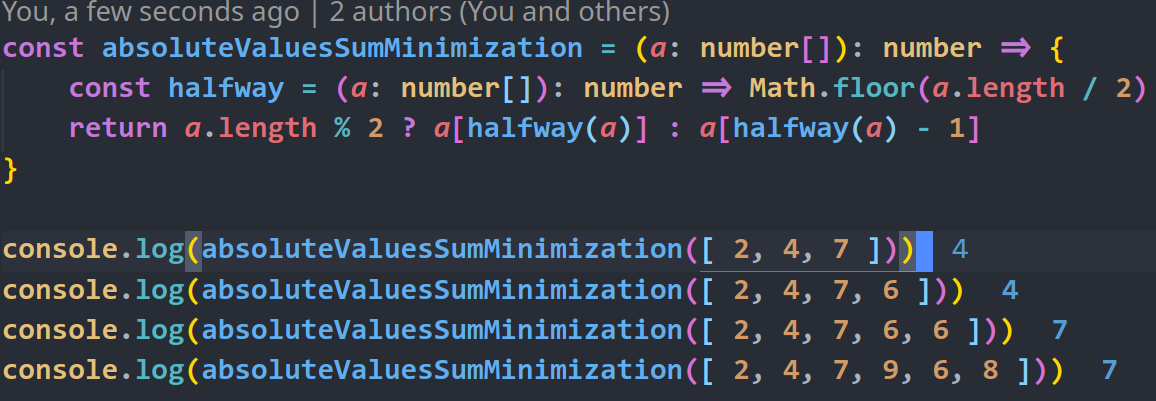 You, a few seconds ago | 2 authors (You and others)
const absoluteValuesSumMinimization = (a: number[]): number => {
    const halfway = (a: number[]): number => Math.floor(a.length / 2)
    return a.length % 2 ? a[halfway(a)] : a[halfway(a) - 1]
}
console.log(absoluteValuesSumMinimization([ 2, 4, 7 ])) 4
console.log(absoluteValuesSumMinimization([ 2, 4, 7, 6 ])) 4
console.log(absoluteValuesSumMinimization([ 2, 4, 7, 6, 6 ])) 7
console.log(absoluteValuesSumMinimization([ 2, 4, 7, 9, 6, 8 ])) 7